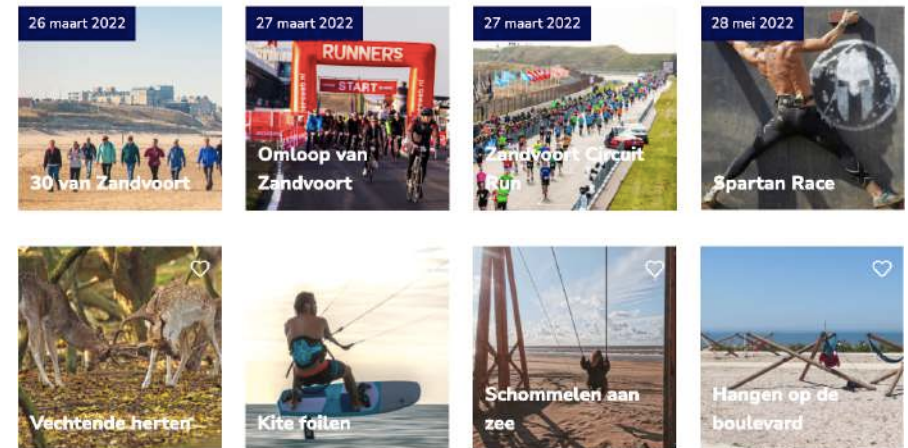 26 maart 2022
27 maart 2022
27 maart 2022
28 mei 2022
RUNNERS
START
30 van Zandvoort
Omloop van
Zandvoort
Zandvoort Circuit
Run
Spartan Race
Vechtende herten
Kite foilen
Schommelen aan
zee
Hangen op de
boulevard